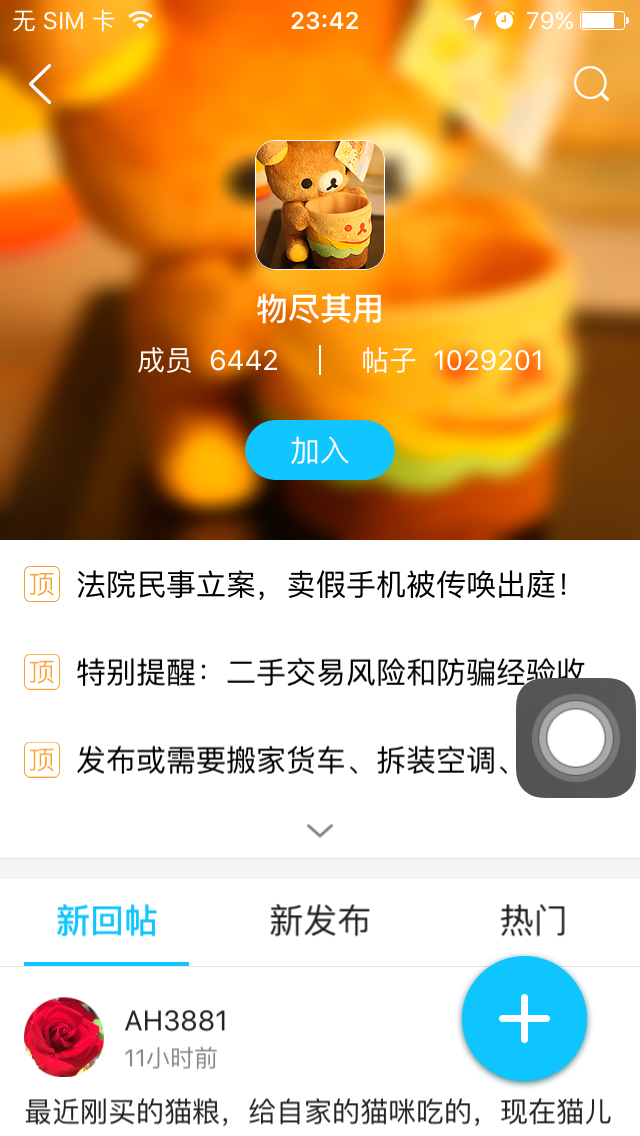 无 SIM 卡 23:42 79%
物尽其用
成员 6442 | 帖子 1029201
加入
顶 法院民事立案，卖假手机被传唤出庭！
顶 特别提醒：二手交易风险和防骗经验收
顶 发布或需要搬家货车、拆装空调、
新回帖 新发布 热门
AH3881
11小时前
最近刚买的猫粮，给自家的猫咪吃的，现在猫儿